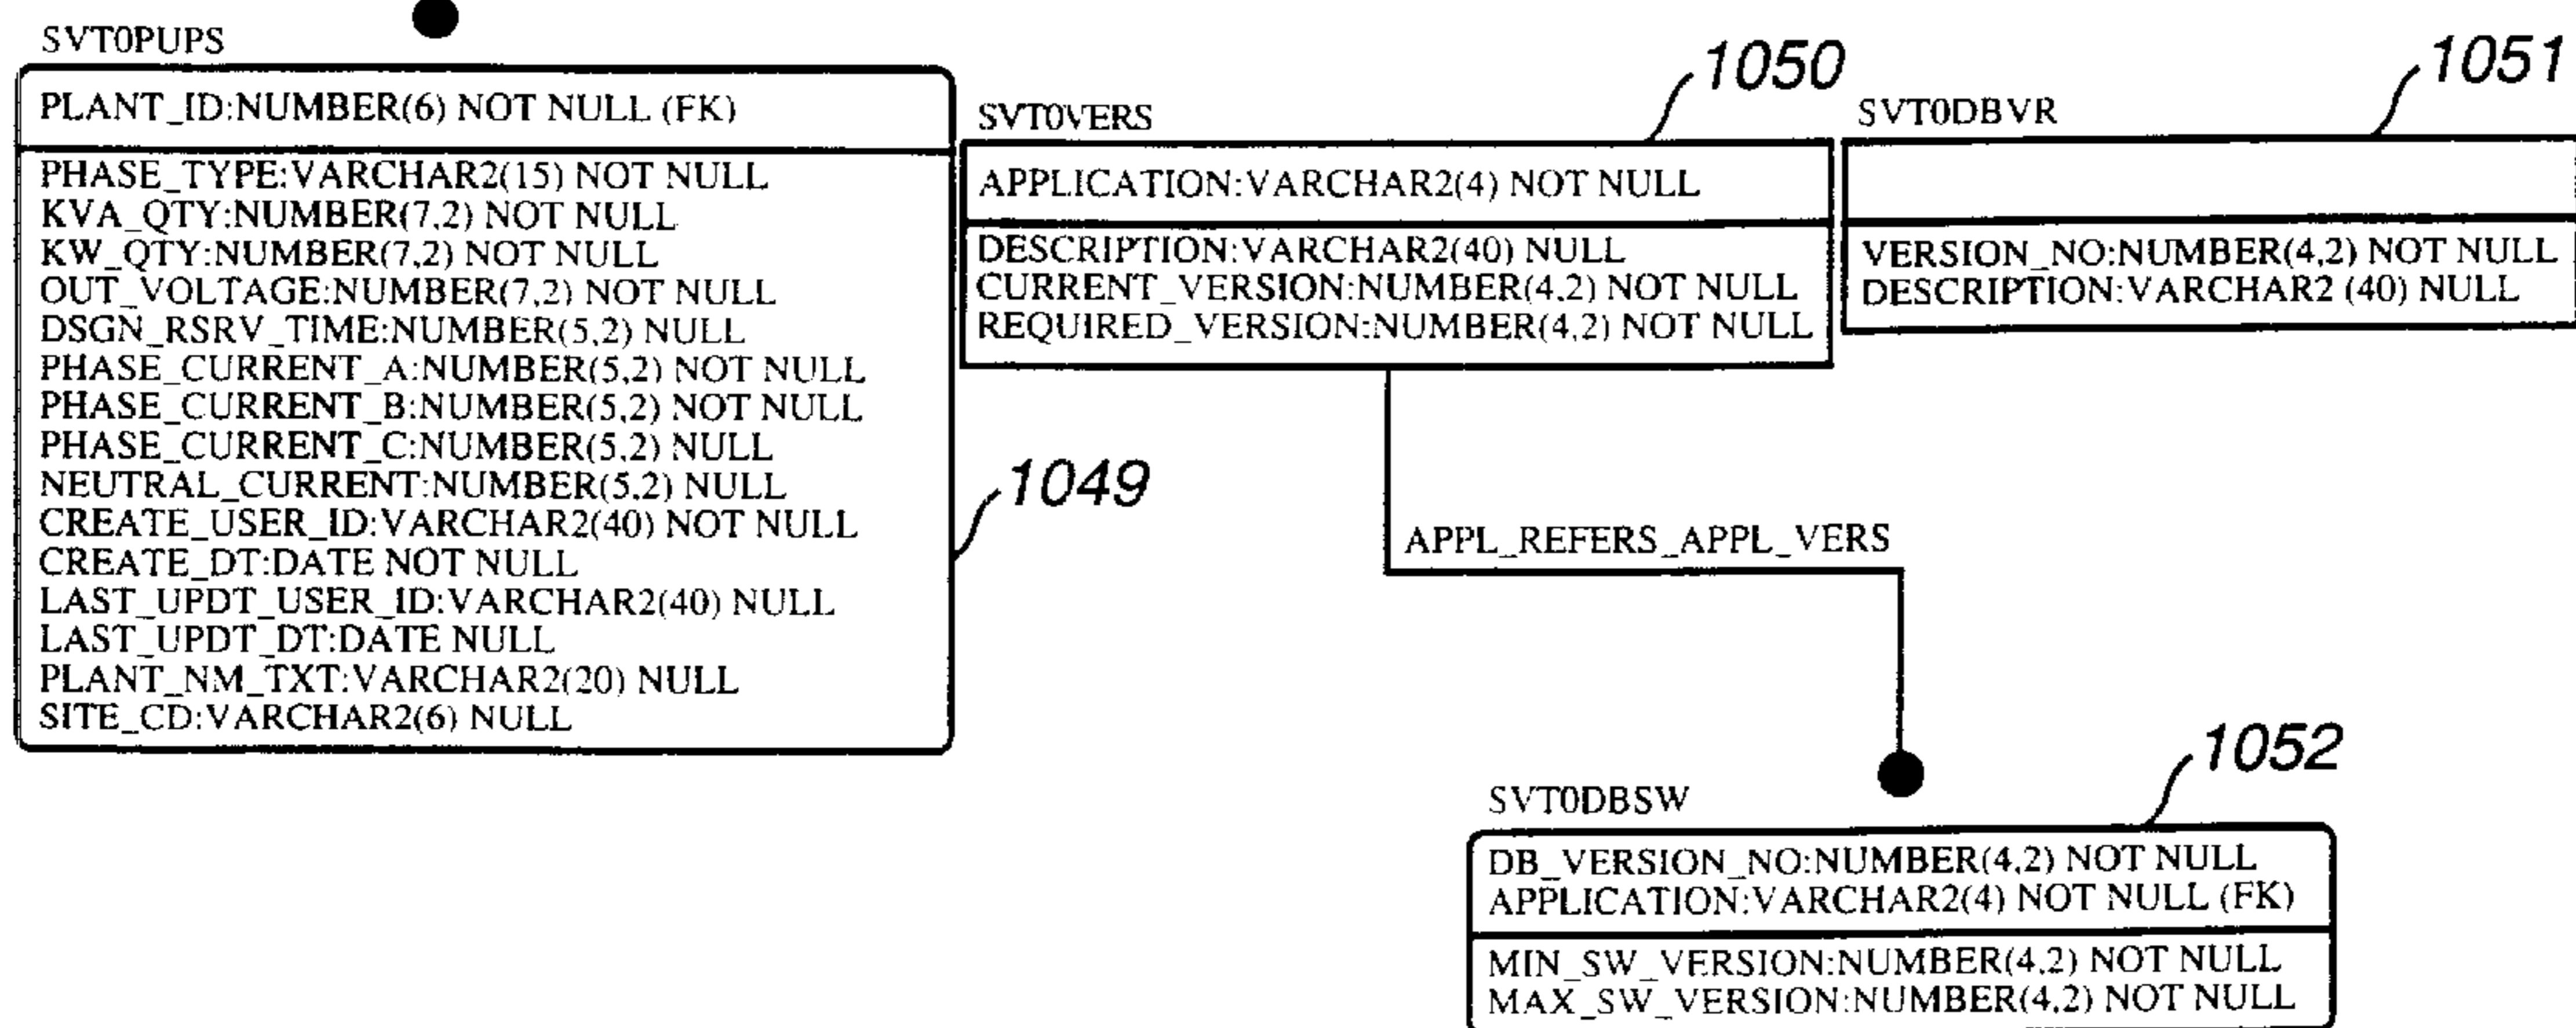 SVT0PUPS
PLANT_ID:NUMBER(6) NOT NULL (FK)
PHASE_TYPE:VARCHAR2(15) NOT NULL
KVA_QTY:NUMBER(7,2) NOT NULL
KW_QTY:NUMBER(7,2) NOT NULL
OUT_VOLTAGE:NUMBER(7,2) NOT NULL
DSGN_RSRV_TIME:NUMBER(5,2) NULL
PHASE_CURRENT_A:NUMBER(5,2) NOT NULL
PHASE_CURRENT_B:NUMBER(5,2) NOT NULL
PHASE_CURRENT_C:NUMBER(5,2) NULL
NEUTRAL_CURRENT:NUMBER(5,2) NULL
CREATE_USER_ID:VARCHAR2(40) NOT NULL
CREATE_DT:DATE NOT NULL
LAST_UPDT_USER_ID:VARCHAR2(40) NULL
LAST_UPDT_DT:DATE NULL
PLANT_NM_TXT:VARCHAR2(20) NULL
SITE_CD:VARCHAR2(6) NULL
1049
SVT0VERS
1050
APPLICATION:VARCHAR2(4) NOT NULL
DESCRIPTION:VARCHAR2(40) NULL
CURRENT_VERSION:NUMBER(4,2) NOT NULL
REQUIRED_VERSION:NUMBER(4,2) NOT NULL
SVT0DBVR
1051
VERSION_NO:NUMBER(4,2) NOT NULL
DESCRIPTION:VARCHAR2 (40) NULL
APPL_REFERS_APPL_VERS
SVT0DBSW
1052
DB_VERSION_NO:NUMBER(4,2) NOT NULL
APPLICATION:VARCHAR2(4) NOT NULL (FK)
MIN_SW_VERSION:NUMBER(4,2) NOT NULL
MAX_SW_VERSION:NUMBER(4,2) NOT NULL